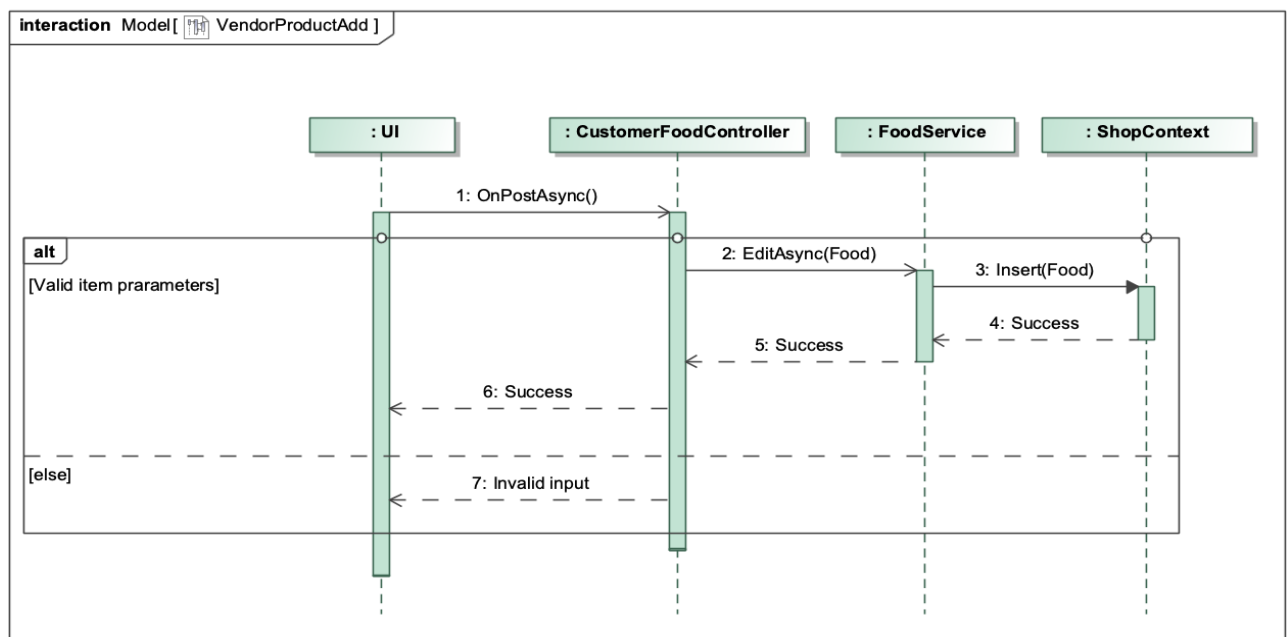 interaction Model[ VendorProductAdd ]
: UI
: CustomerFoodController
: FoodService
: ShopContext
1: OnPostAsync()
alt
2: EditAsync(Food)
3: Insert(Food)
[Valid item prarameters]
4: Success
5: Success
6: Success
[else]
7: Invalid input